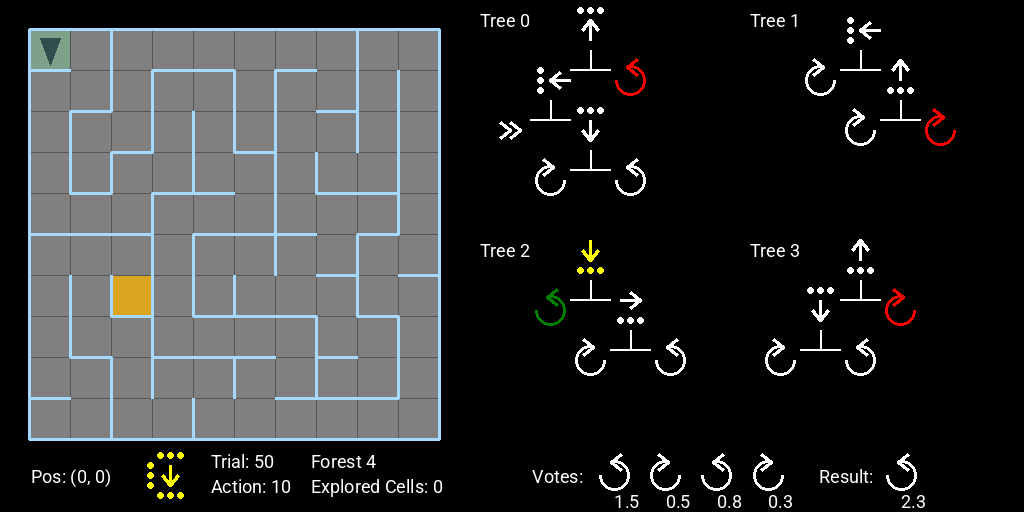 Tree 0
Tree 1
Tree 2
Tree 3
Pos: (0, 0)
Trial: 50
Forest 4
Action: 10
Explored Cells: 0
Votes:
1.5
0.5
0.8
0.3
Result:
2.3